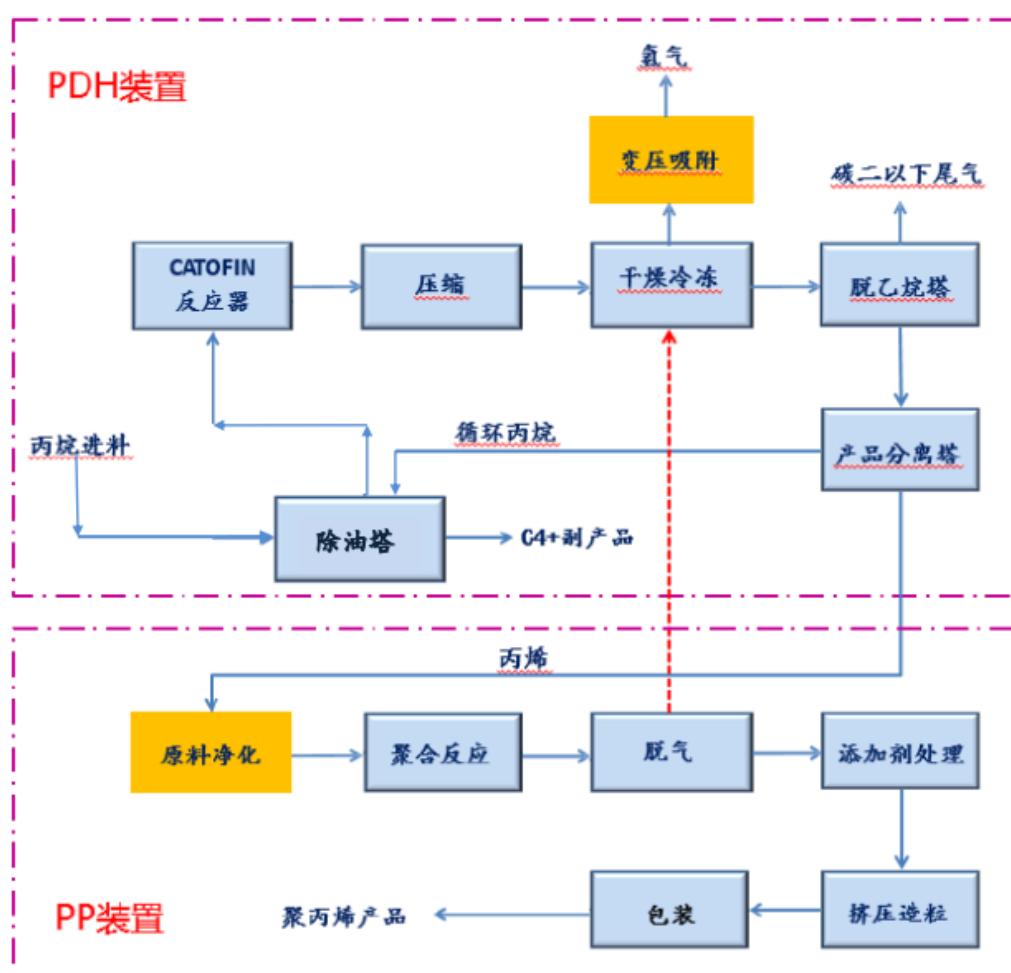 PDH装置
氢气
变压吸附
碳二以下尾气
CATOFIN
反应器
压缩
干燥冷冻
脱乙烷塔
丙烷进料
循环丙烷
产品分离塔
除油塔
C4+副产品
丙烯
原料净化
聚合反应
脱气
添加剂处理
PP装置
聚丙烯产品
包装
挤压造粒